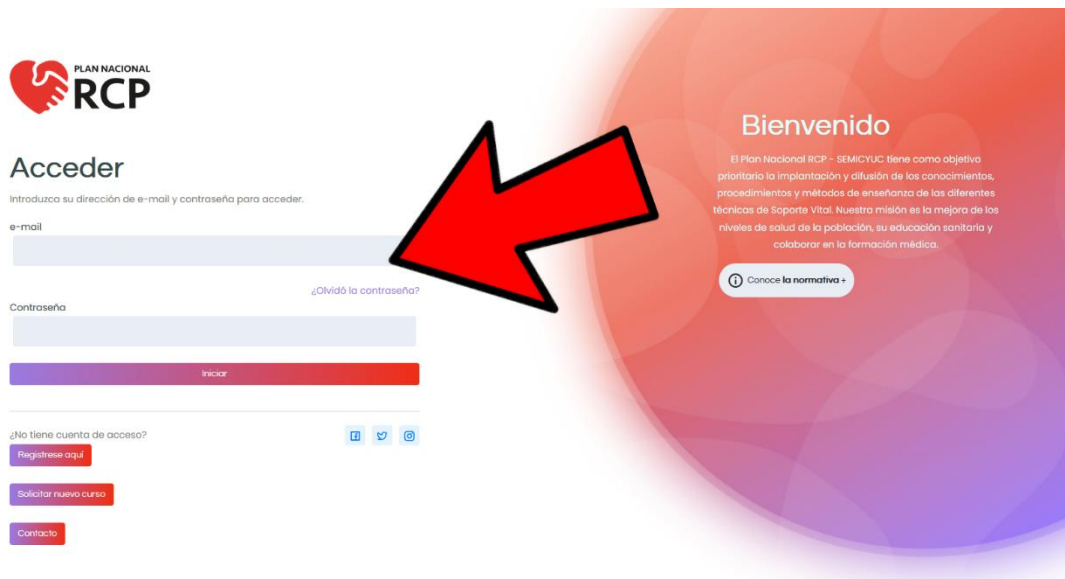 PLAN NACIONAL
RCP
Acceder
Introduzca su dirección de e-mail y contraseña para acceder.
e-mail
¿Olvidó la contraseña?
Contraseña
Iniciar
¿No tiene cuenta de acceso?
Registrese aquí
Solicitar nuevo curso
Contacto
Bienvenido
El Plan Nacional RCP - SEMICYUC tiene como objetivo
prioritario la implantación y difusión de los conocimientos,
procedimientos y métodos de enseñanza de las diferentes
técnicas de Soporte Vital. Nuestra misión es la mejora de los
niveles de salud de la población, su educación sanitaria y
colaborar en la formación médica.
Conoce la normativa +